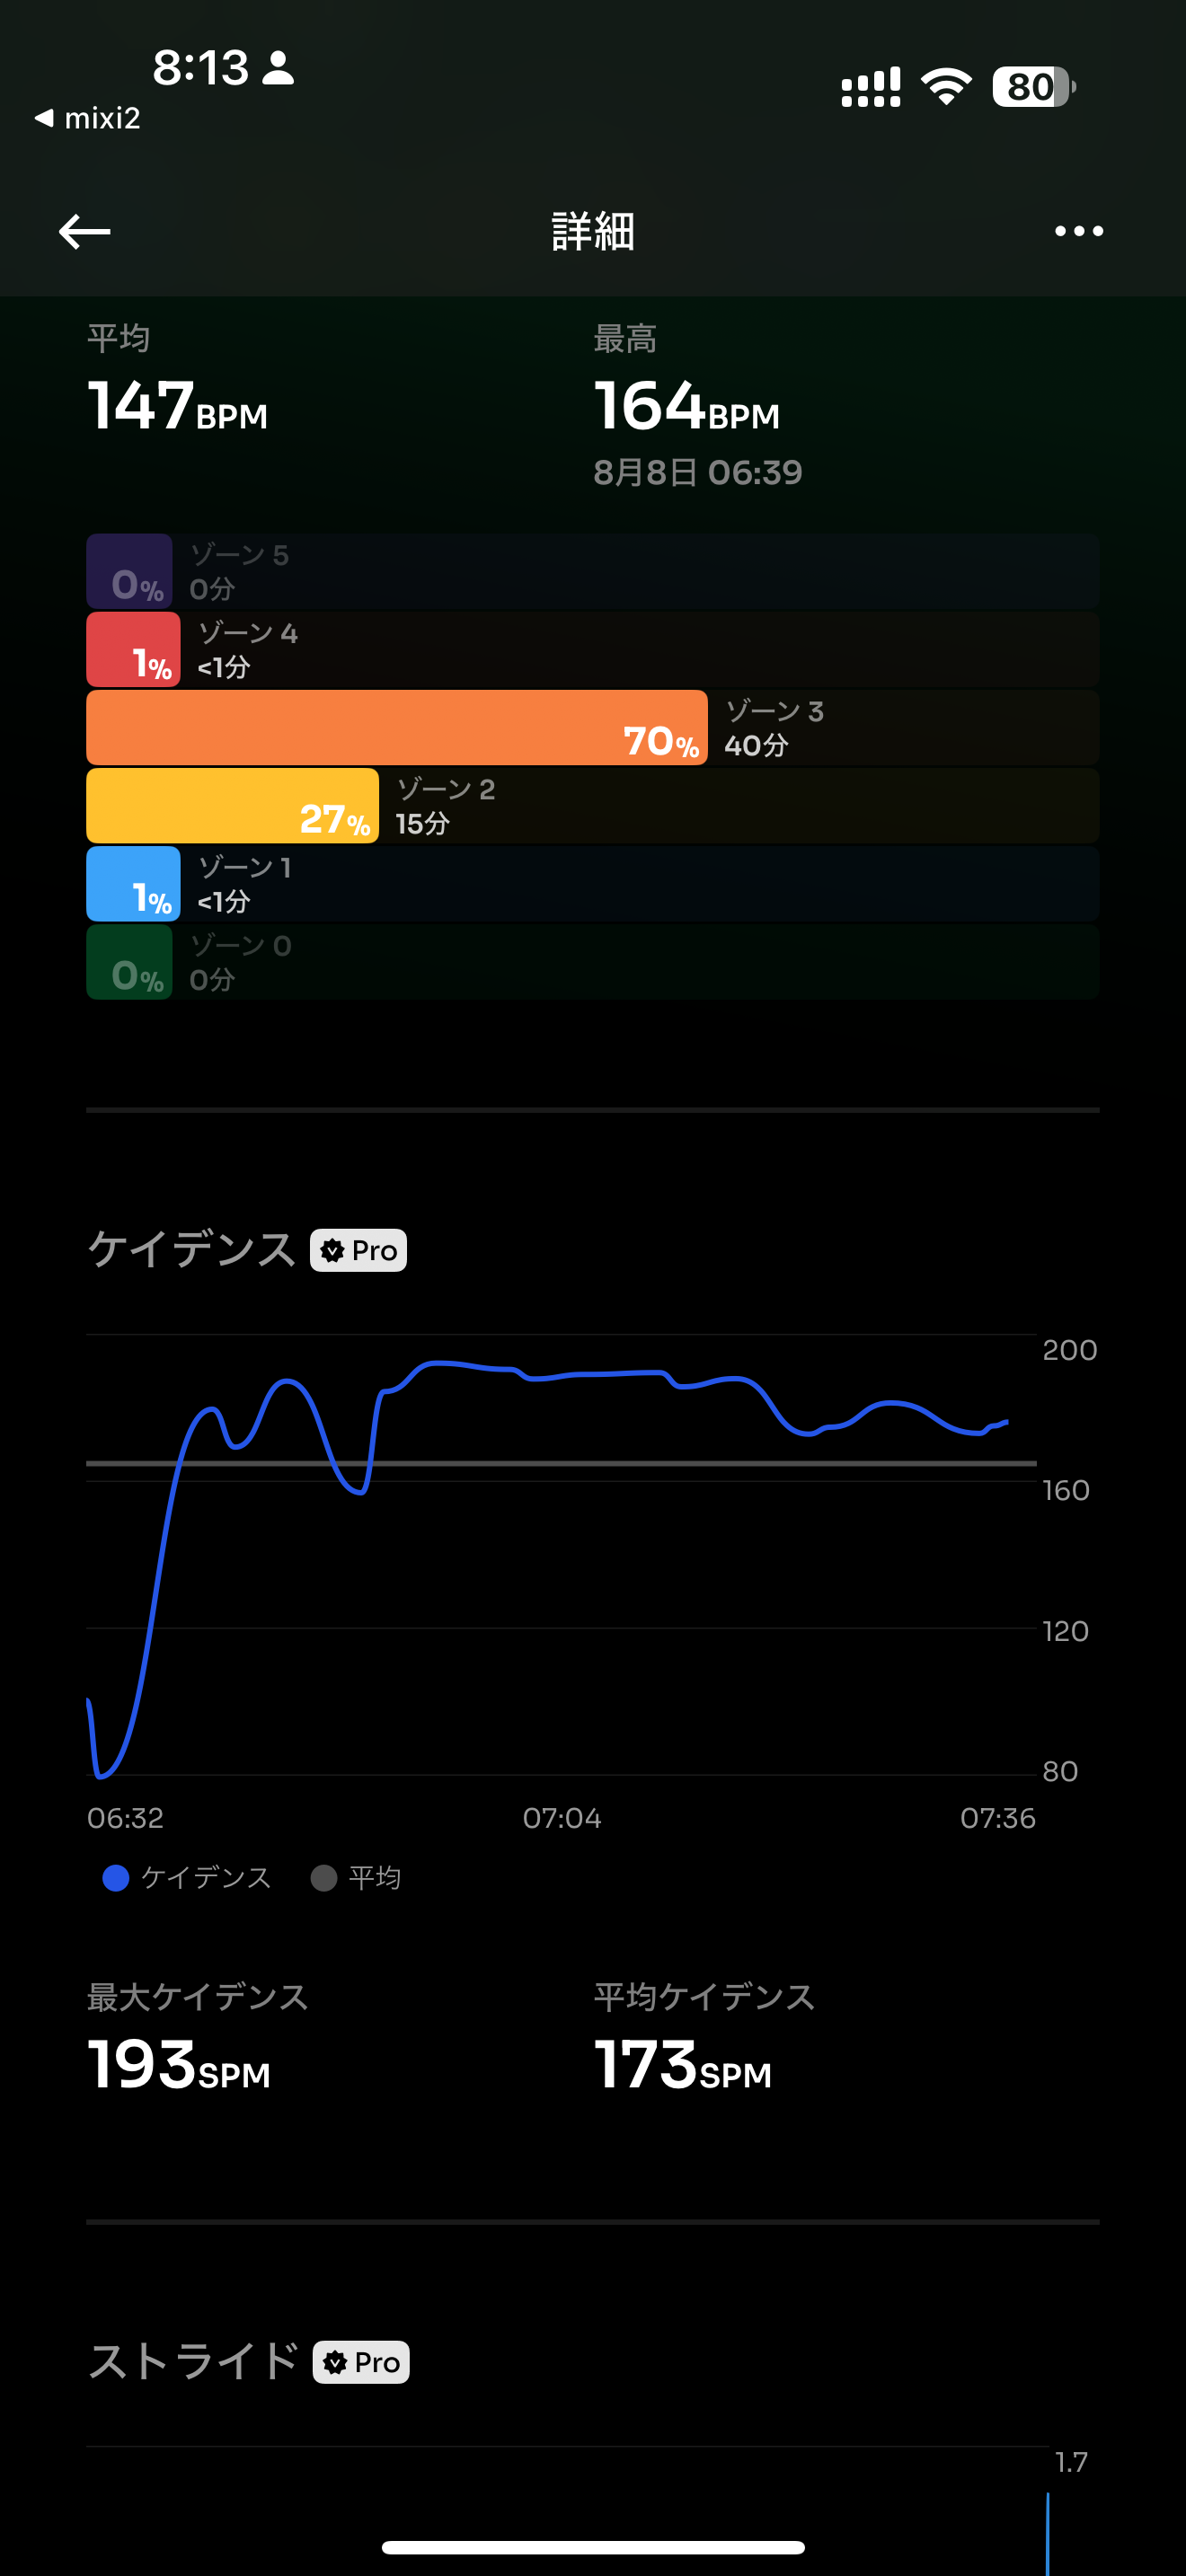 8:13
80
mixi2
詳細
平均
最高
147BPM
164BPM
8月8日 06:39
0%
ゾーン 5
0分
1%
ゾーン 4
<1分
70%
ゾーン 3
40分
27%
ゾーン 2
15分
1%
ゾーン 1
<1分
0%
ゾーン 0
0分
ケイデンス Pro
200
160
120
80
06:32
07:04
07:36
ケイデンス
平均
最大ケイデンス
平均ケイデンス
193SPM
173SPM
ストライド Pro
1.7